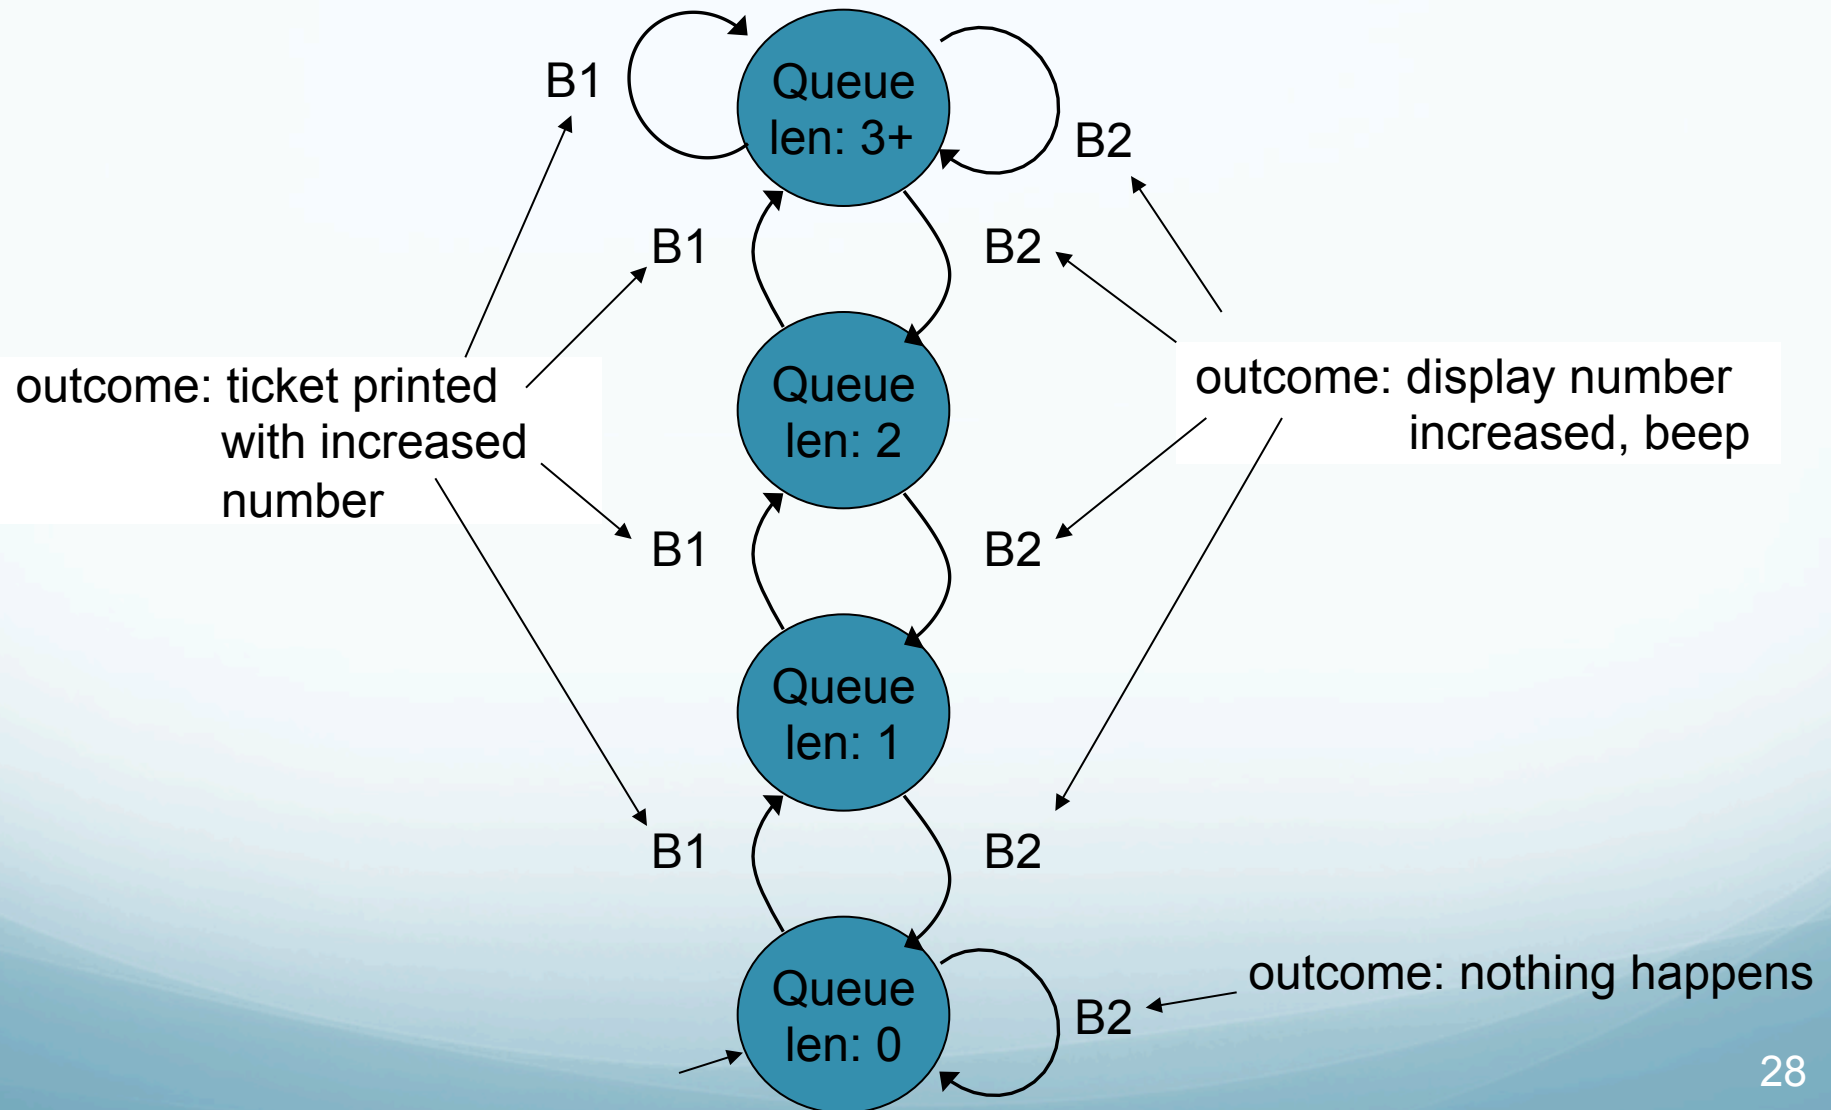 B1
Queue
len: 3+
B2
B1
B2
outcome: ticket printed
with increased
number
Queue
len: 2
outcome: display number
increased, beep
B1
B2
Queue
len: 1
B1
B2
Queue
len: 0
B2
outcome: nothing happens
28